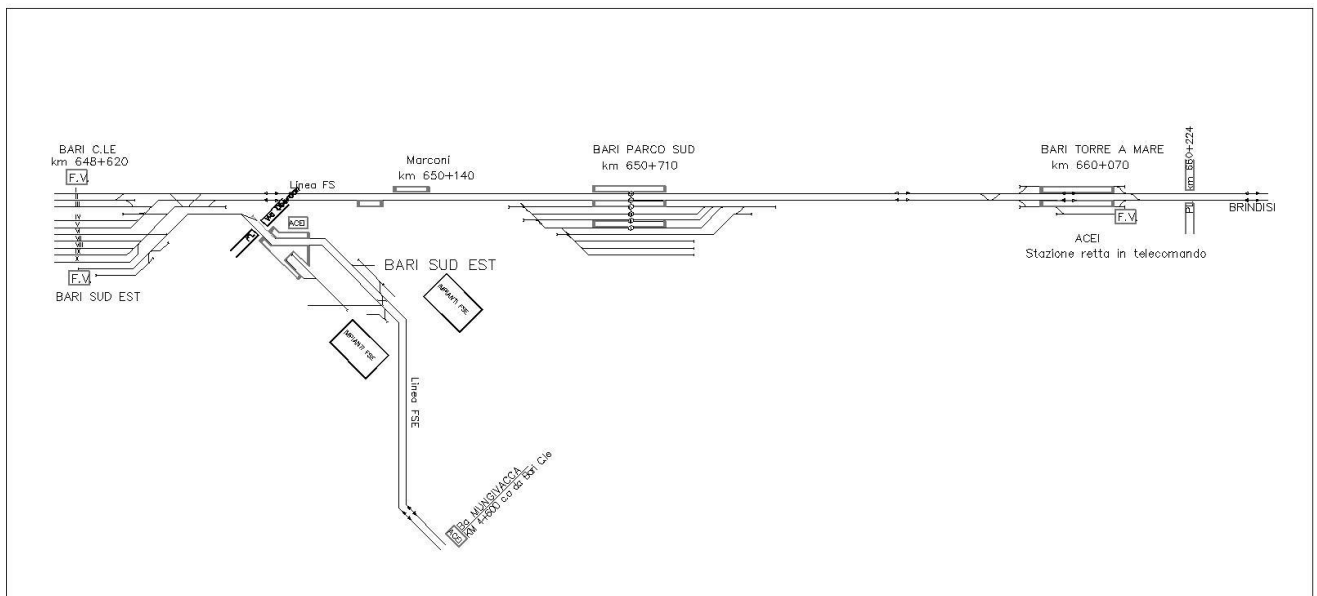 BARI C.LE
km 648+620
F.V.
I
II
III
IV
V
VI
VII
X
F.V.
BARI SUD EST
Linea FS
ACEI
PL
Marconi
km 650+140
BARI SUD EST
IMPIANTI FSE
IMPIANTI FSE
Linea FSE
ACEI
Ba MUNGIVACCA
KM 4+600 c.a da Bari C.le
BARI PARCO SUD
km 650+710
BARI TORRE A MARE
km 660+070
F.V.
ACEI
Stazione retta in telecomando
PL km 660+224
BRINDISI